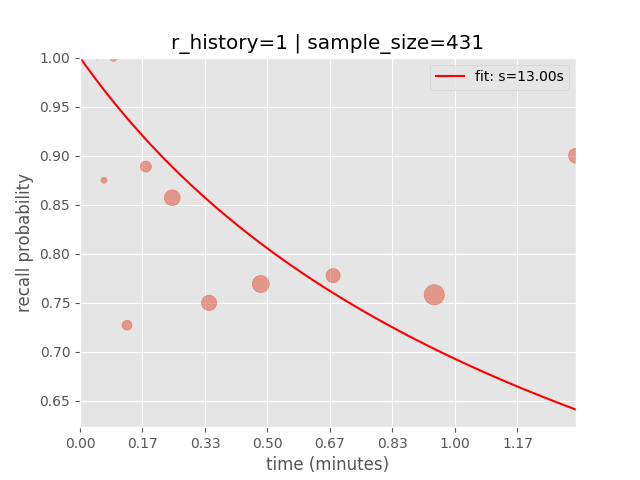 r_history=1 | sample_size=431
fit: s=13.00s
recall probability
1.00
0.95
0.90
0.85
0.80
0.75
0.70
0.65
0.00 0.17 0.33 0.50 0.67 0.83 1.00 1.17
time (minutes)